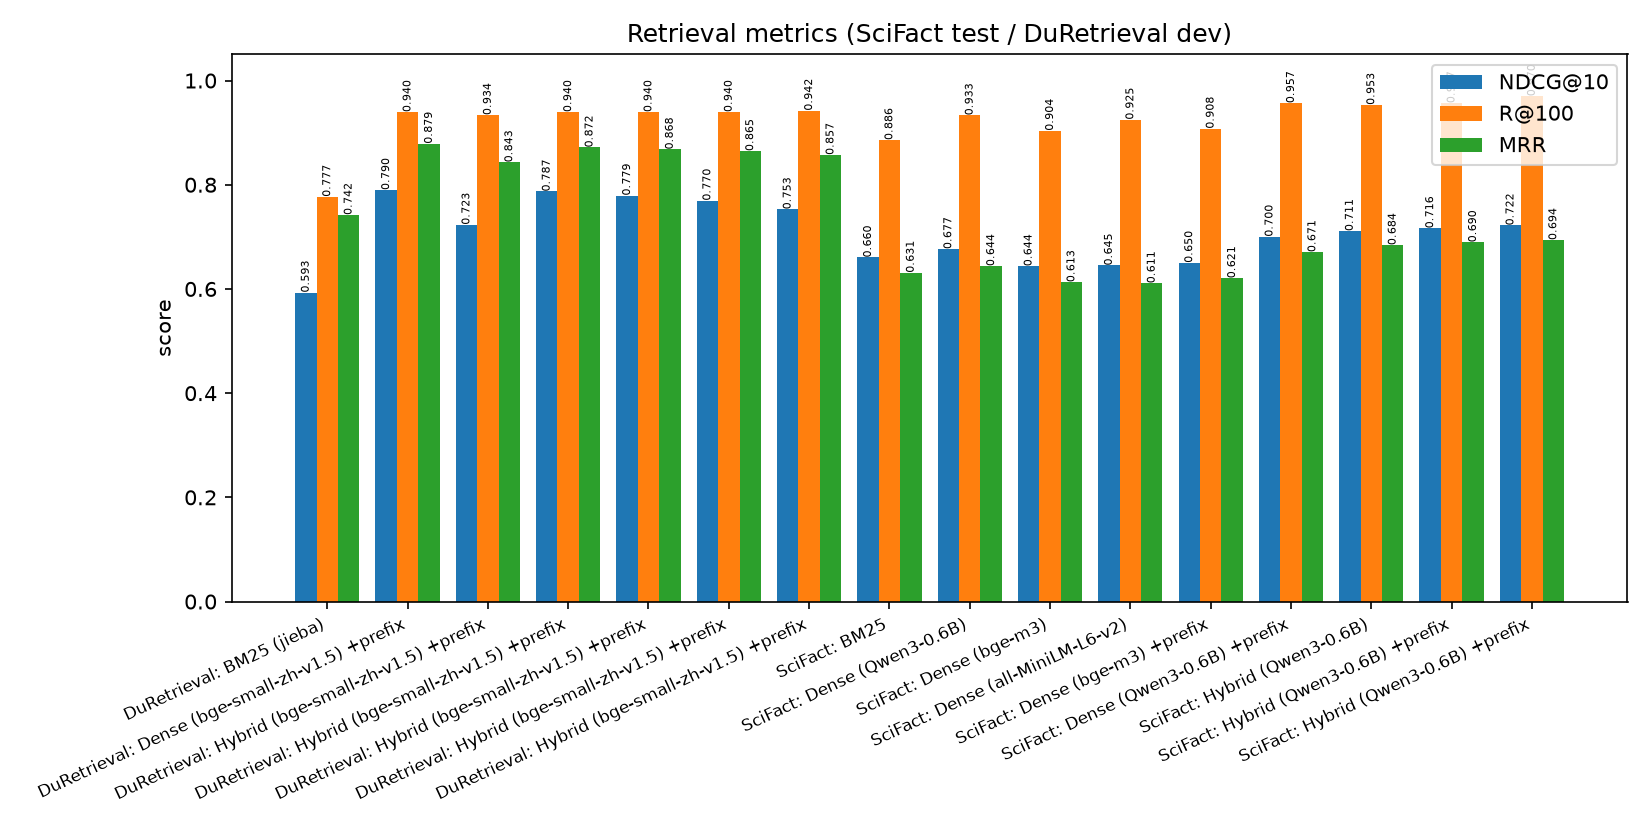 Retrieval metrics (SciFact test / DuRetrieval dev)
NDCG@10
R@100
MRR
score
1.0
0.8
0.6
0.4
0.2
0.0
0.593 0.777 0.742
0.790 0.940 0.879
0.723 0.934 0.843
0.787 0.940 0.872
0.779 0.940 0.868
0.770 0.940 0.865
0.753 0.942 0.857
0.660 0.886 0.631
0.677 0.933 0.644
0.644 0.904 0.613
0.645 0.925 0.611
0.650 0.908 0.621
0.700 0.957 0.671
0.711 0.953 0.684
0.716 0.690
0.722 0.694
DuRetrieval: BM25 (jieba)
DuRetrieval: Dense (bge-small-zh-v1.5) +prefix
DuRetrieval: Hybrid (bge-small-zh-v1.5) +prefix
DuRetrieval: Hybrid (bge-small-zh-v1.5) +prefix
DuRetrieval: Hybrid (bge-small-zh-v1.5) +prefix
DuRetrieval: Hybrid (bge-small-zh-v1.5) +prefix
DuRetrieval: Hybrid (bge-small-zh-v1.5) +prefix
SciFact: BM25
SciFact: Dense (Qwen3-0.6B)
SciFact: Dense (bge-m3)
SciFact: Dense (all-MiniLM-L6-v2)
SciFact: Dense (bge-m3) +prefix
SciFact: Dense (Qwen3-0.6B) +prefix
SciFact: Hybrid (Qwen3-0.6B)
SciFact: Hybrid (Qwen3-0.6B) +prefix
SciFact: Hybrid (Qwen3-0.6B) +prefix